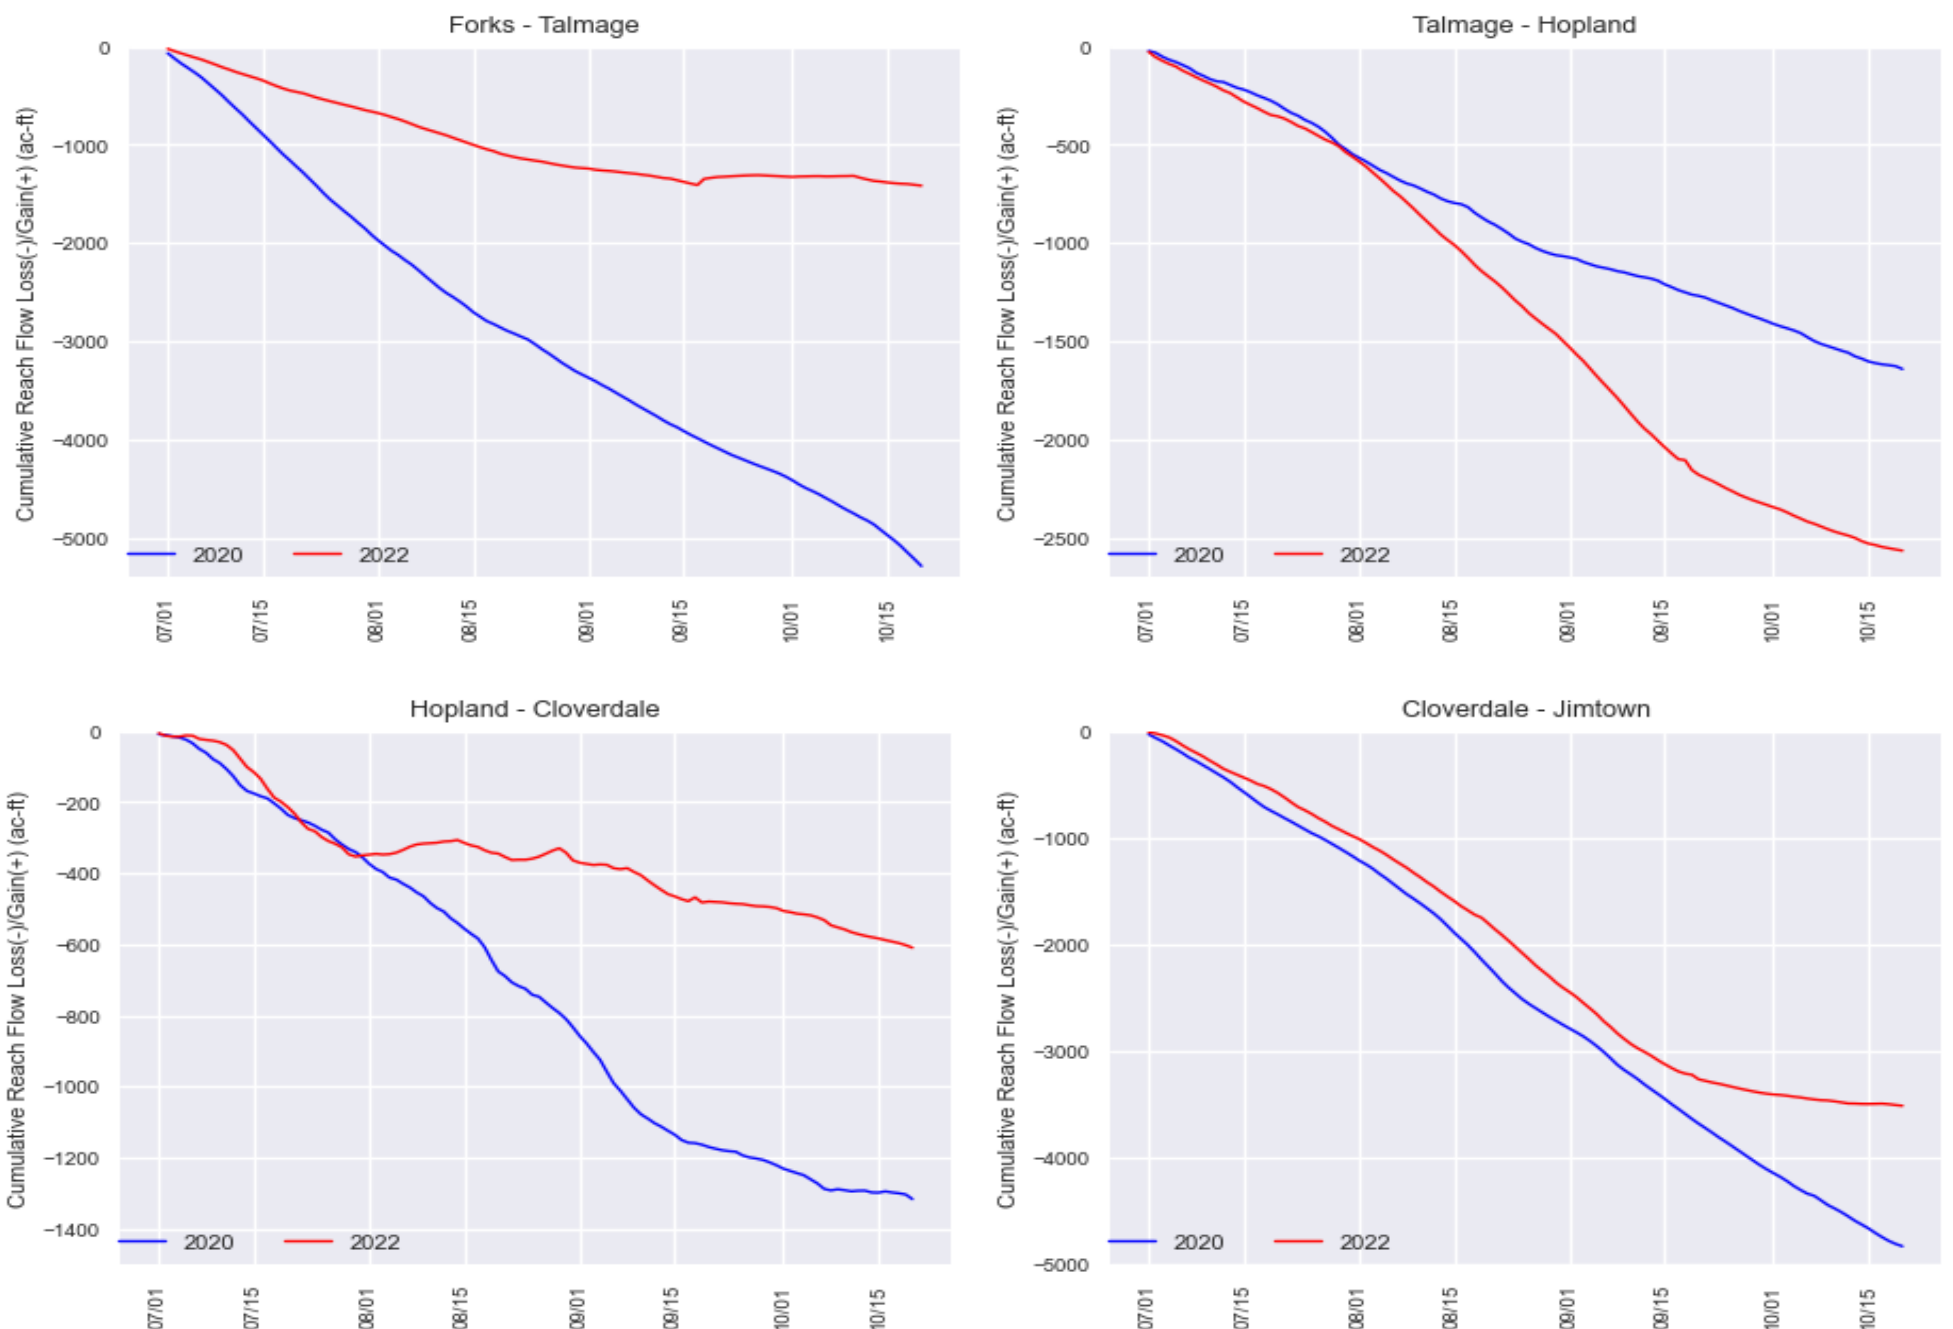 Forks - Talmage
Cumulative Reach Flow Loss(-)/Gain(+) (ac-ft)
0
−1000
−2000
−3000
−4000
−5000
2020 2022
07/01 07/15 08/01 08/15 09/01 09/15 10/01 10/15
Talmage - Hopland
Cumulative Reach Flow Loss(-)/Gain(+) (ac-ft)
0
−500
−1000
−1500
−2000
−2500
2020 2022
07/01 07/15 08/01 08/15 09/01 09/15 10/01 10/15
Hopland - Cloverdale
Cumulative Reach Flow Loss(-)/Gain(+) (ac-ft)
0
−200
−400
−600
−800
−1000
−1200
−1400
2020 2022
07/01 07/15 08/01 08/15 09/01 09/15 10/01 10/15
Cloverdale - Jimtown
Cumulative Reach Flow Loss(-)/Gain(+) (ac-ft)
0
−1000
−2000
−3000
−4000
−5000
2020 2022
07/01 07/15 08/01 08/15 09/01 09/15 10/01 10/15